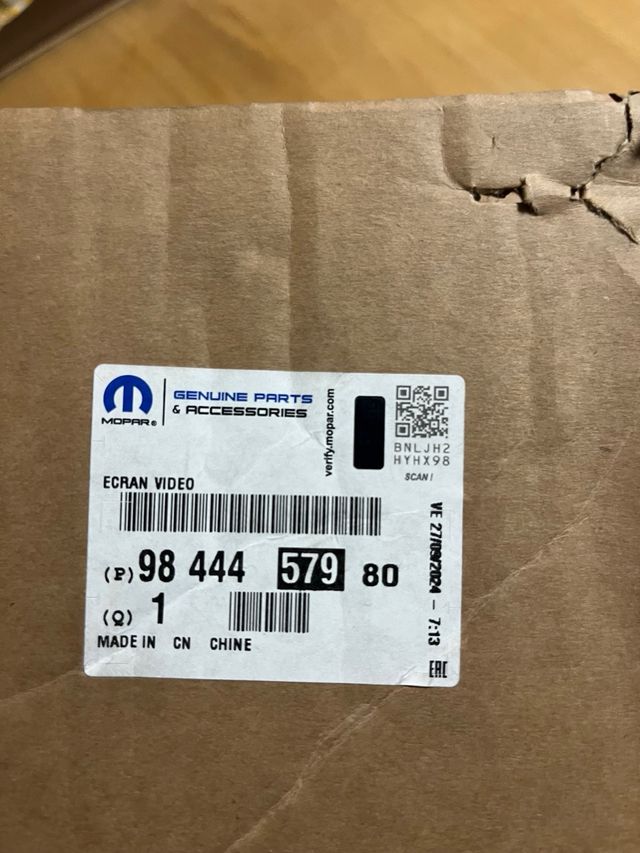 MOPAR®
GENUINE PARTS
& ACCESSORIES
verify.mopar.com
BNLJH2
HYHX98
SCAN!
ECRAN VIDEO
(P) 98 444 579 80
(Q) 1
MADE IN CN CHINE
VE 27/09/2024 - 7:13
EAC